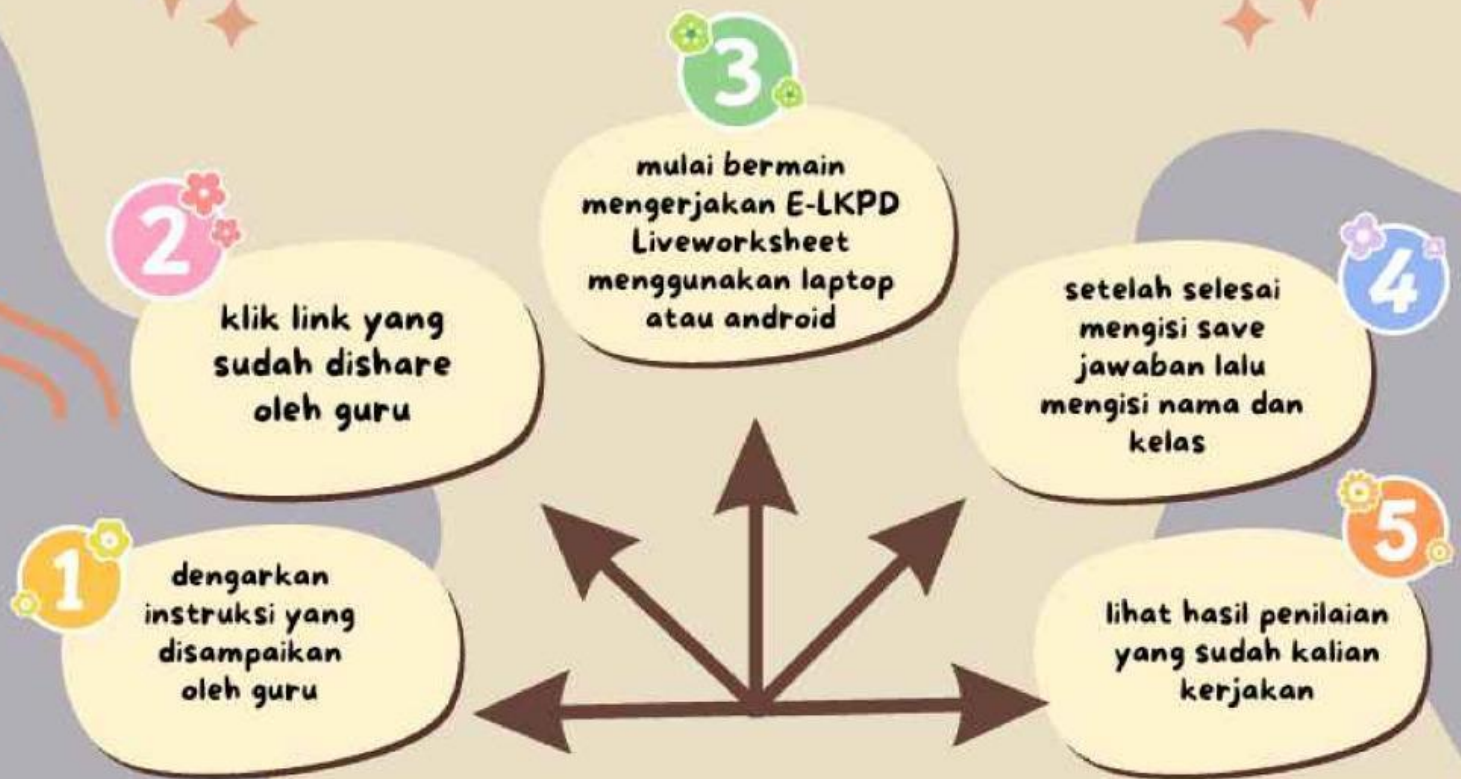 1
dengarkan
instruksi yang
disampaikan
oleh guru
2
klik link yang
sudah dishare
oleh guru
3
mulai bermain
mengerjakan E-LKPD
Liveworksheet
menggunakan laptop
atau android
4
setelah selesai
mengisi save
jawaban lalu
mengisi nama dan
kelas
5
lihat hasil penilaian
yang sudah kalian
kerjakan